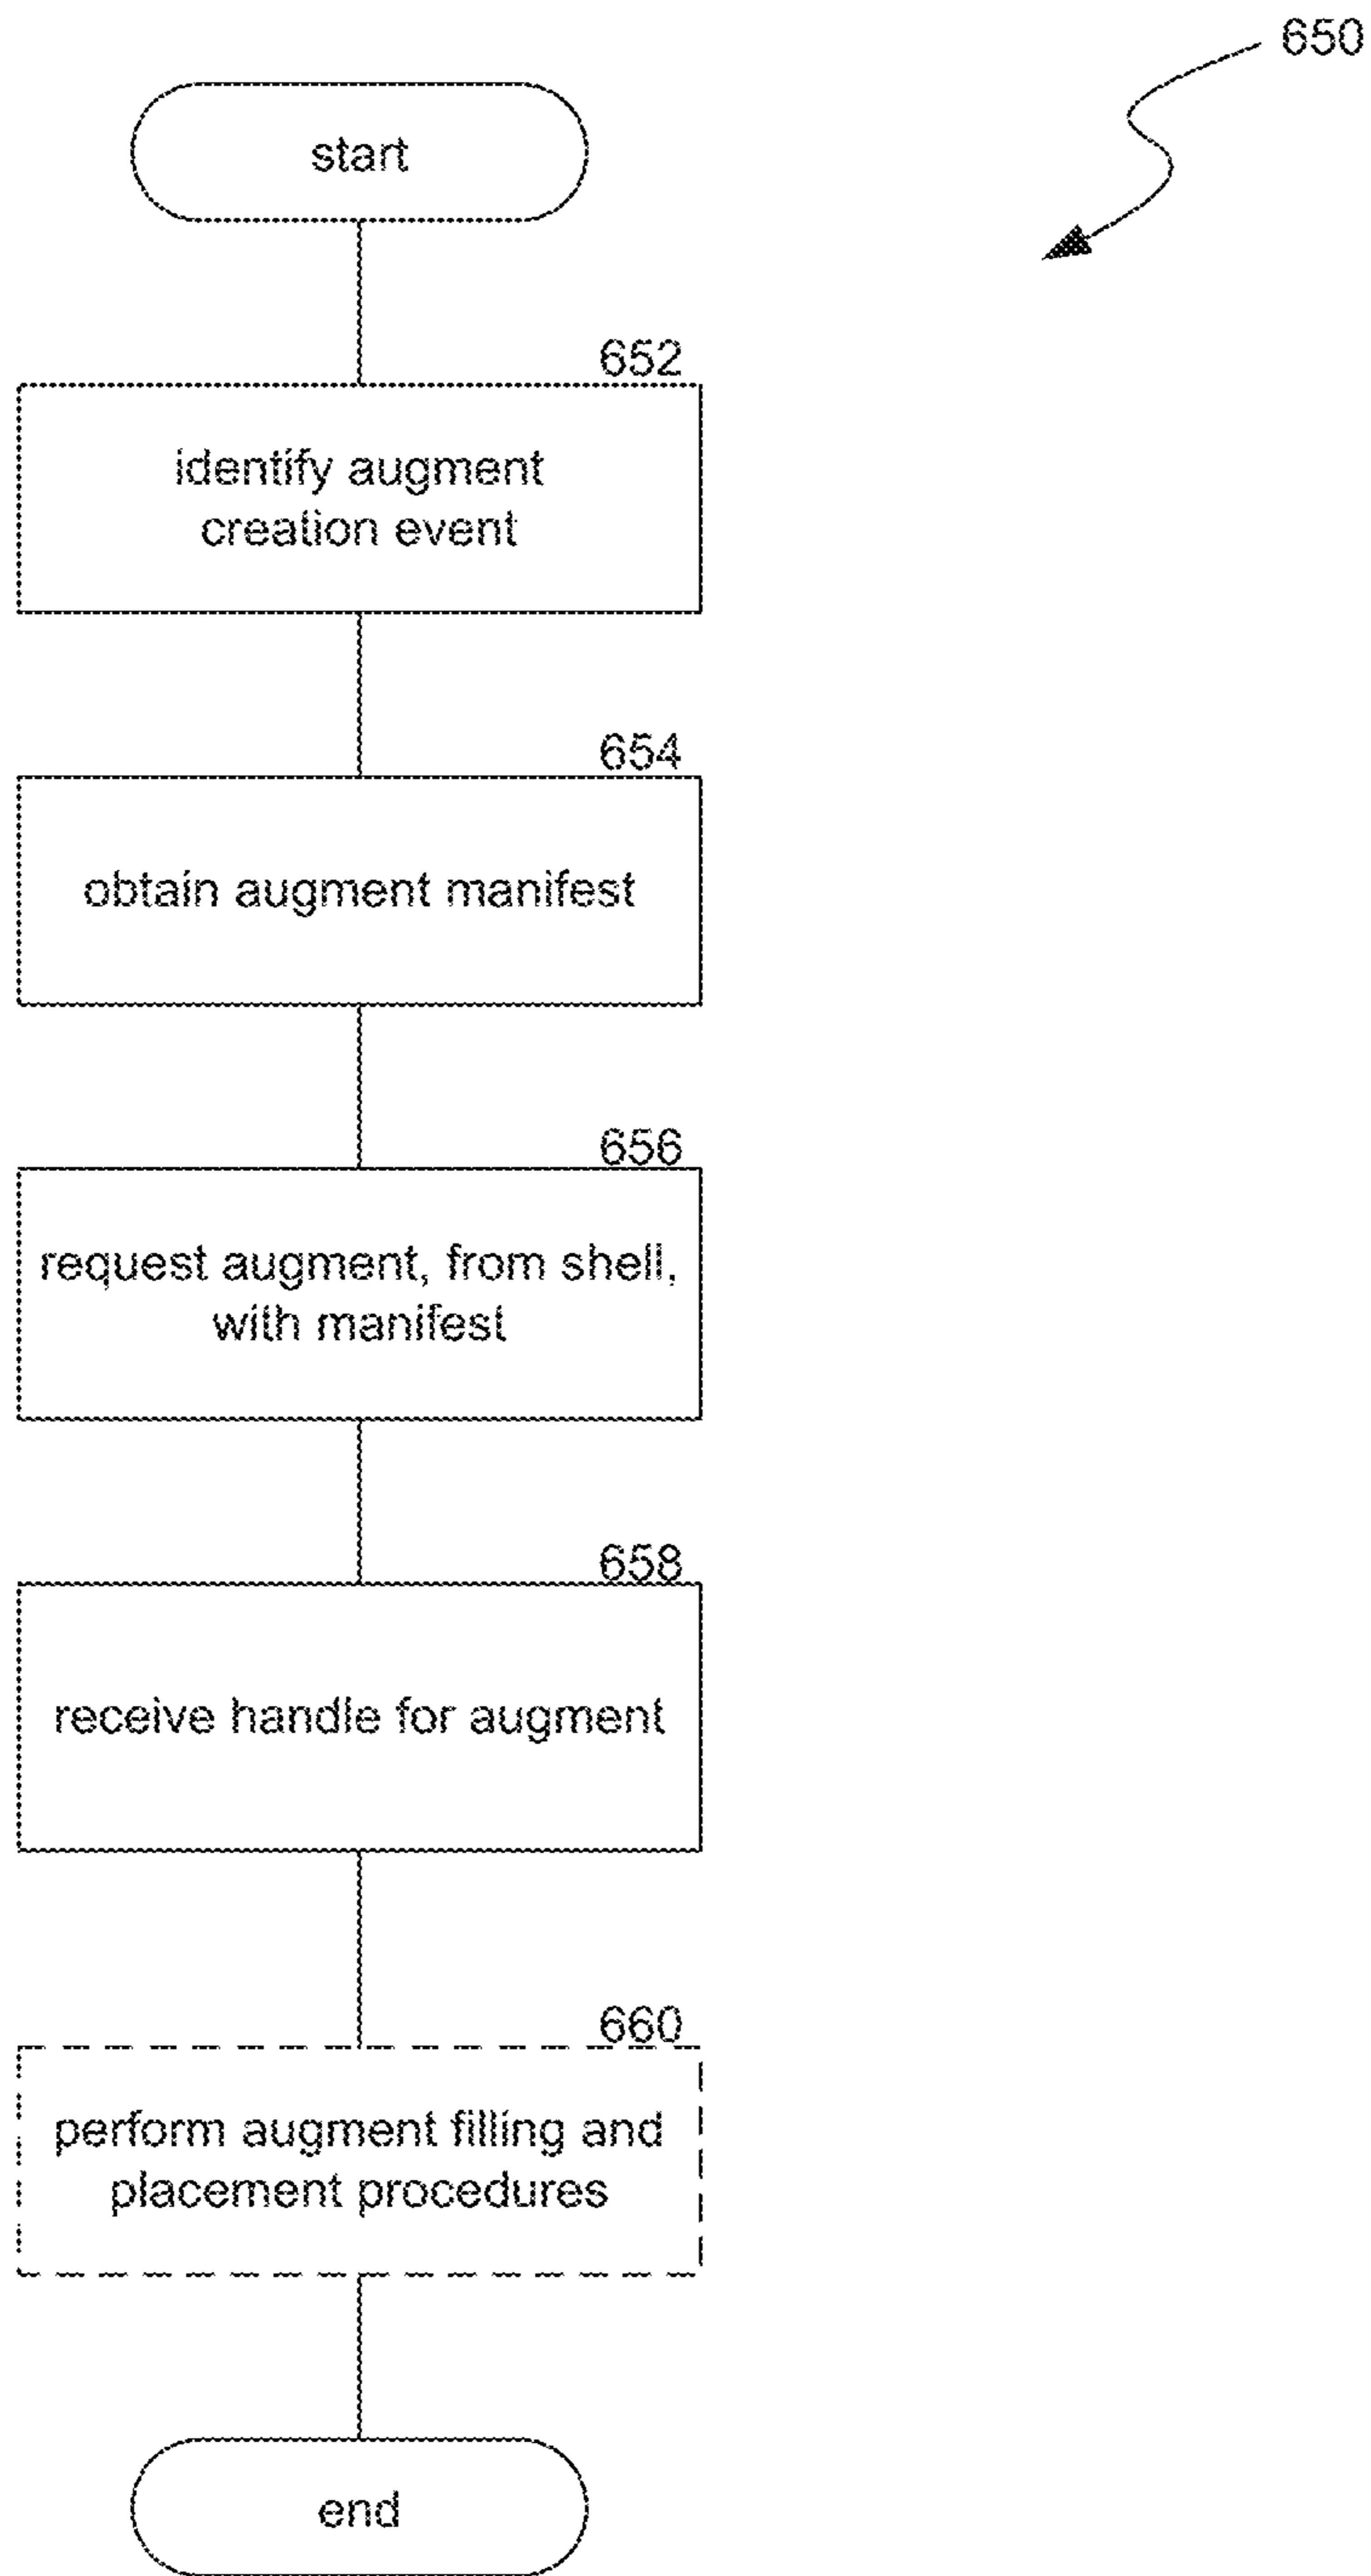 650
start
652
identify augment
creation event
654
obtain augment manifest
656
request augment, from shell,
with manifest
658
receive handle for augment
660
perform augment filling and
placement procedures
end